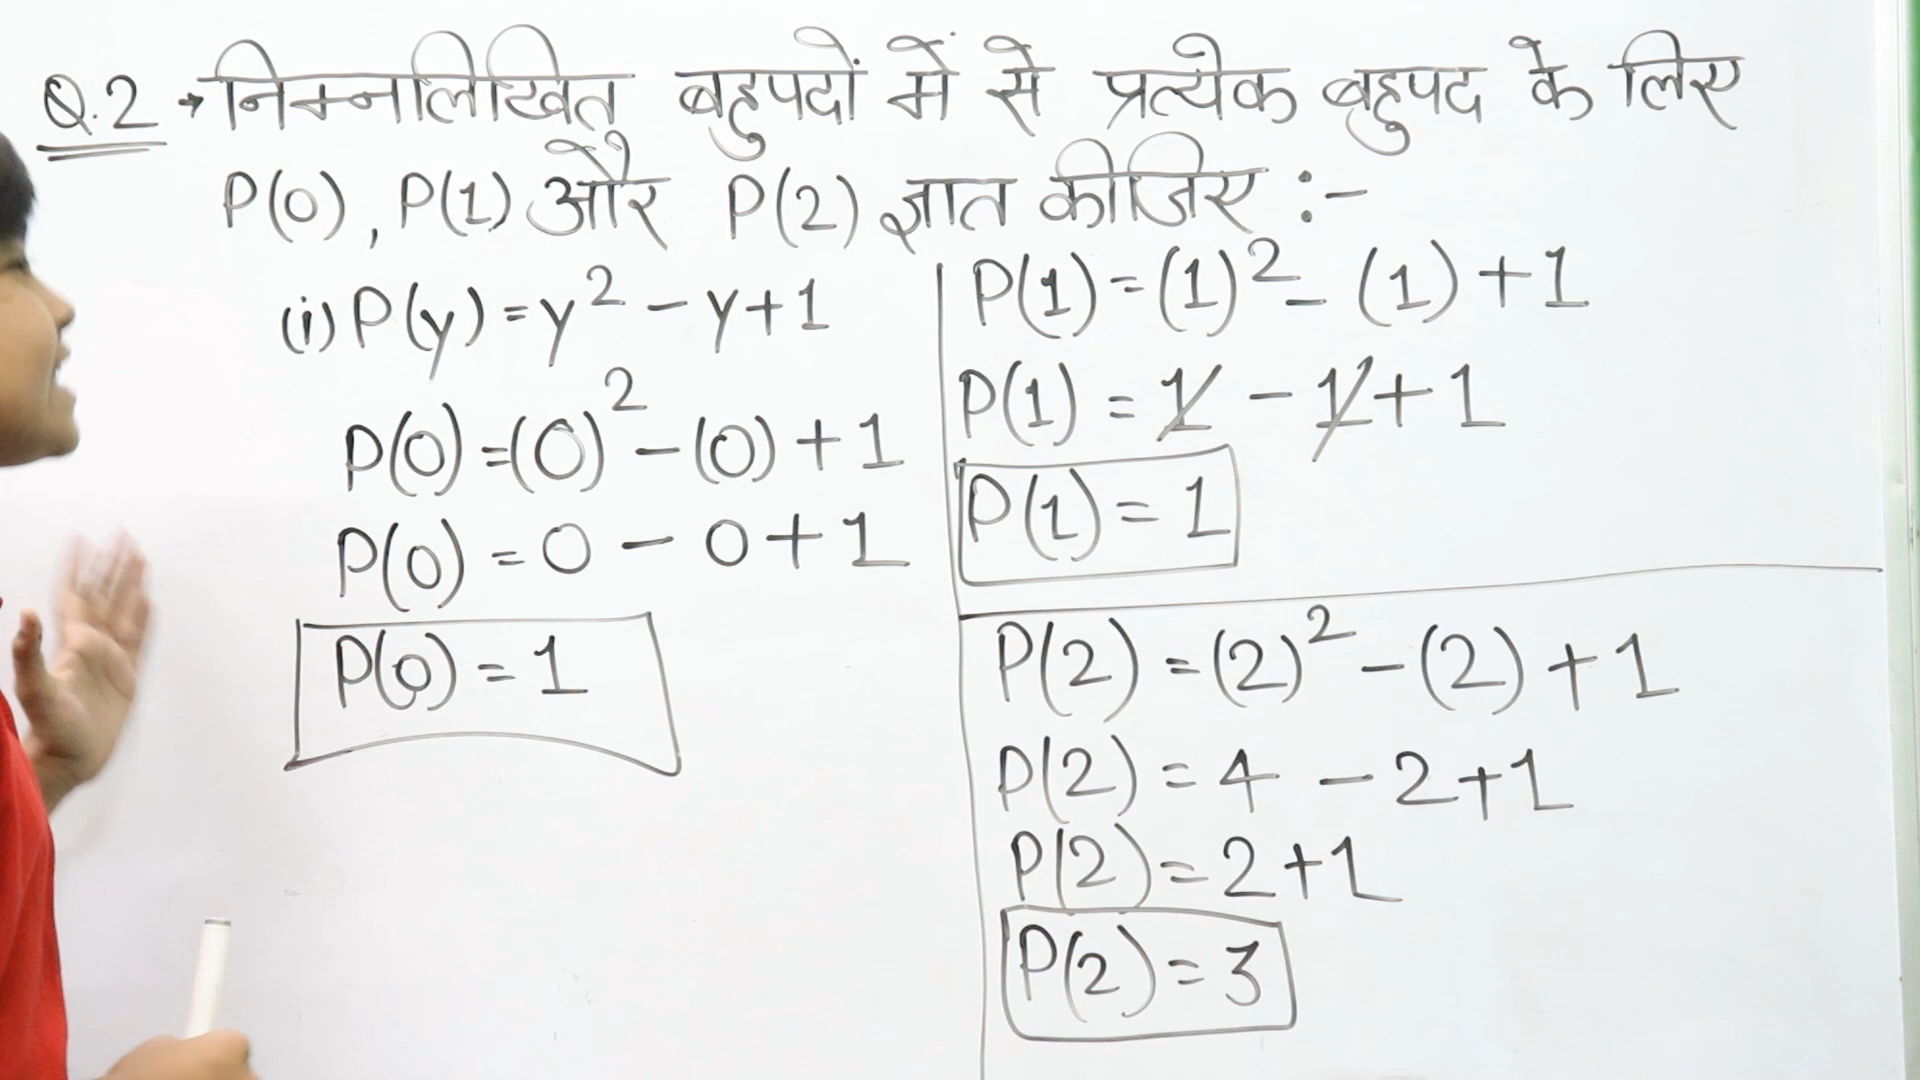 Q.2 → निम्नलिखित बहुपदों में से प्रत्येक बहुपद के लिए
P(0), P(1) और P(2) ज्ञात कीजिए :-
(i) P(y) = y² - y + 1
P(0) = (0)² - (0) + 1
P(0) = 0 - 0 + 1
P(0) = 1
P(1) = (1)² - (1) + 1
P(1) = 1 - 1 + 1
P(1) = 1
P(2) = (2)² - (2) + 1
P(2) = 4 - 2 + 1
P(2) = 2 + 1
P(2) = 3